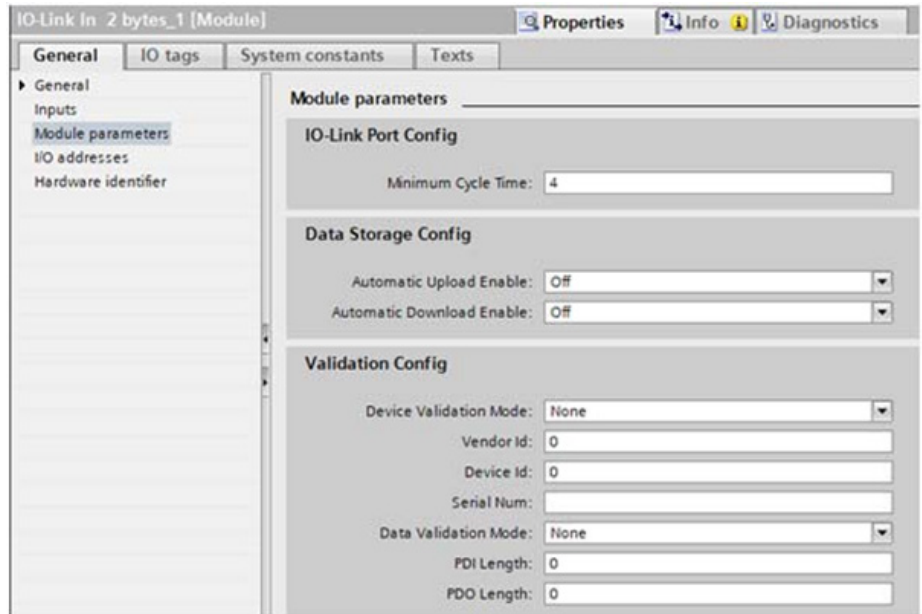 IO-Link In 2 bytes_1 [Module]
Properties
Info
Diagnostics
General
IO tags
System constants
Texts
General
Inputs
Module parameters
I/O addresses
Hardware identifier
Module parameters
IO-Link Port Config
Minimum Cycle Time: 4
Data Storage Config
Automatic Upload Enable: Off
Automatic Download Enable: Off
Validation Config
Device Validation Mode: None
Vendor Id: 0
Device Id: 0
Serial Num:
Data Validation Mode: None
PDI Length: 0
PDO Length: 0